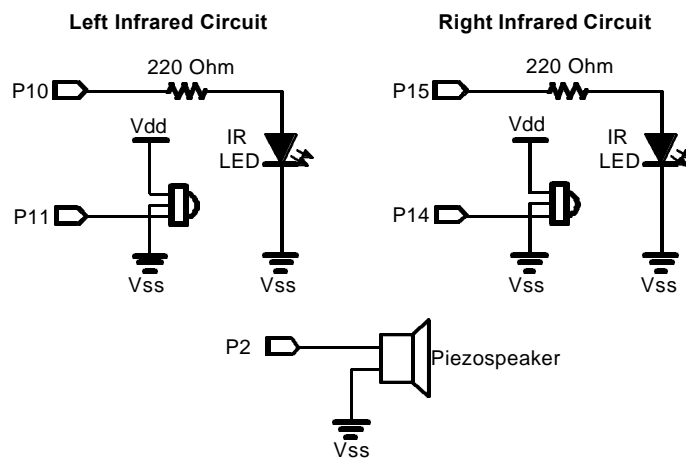 Left Infrared Circuit
Right Infrared Circuit
220 Ohm
P10
Vdd
IR
LED
P11
Vss
Vss
220 Ohm
P15
Vdd
IR
LED
P14
Vss
Vss
P2
Piezospeaker
Vss